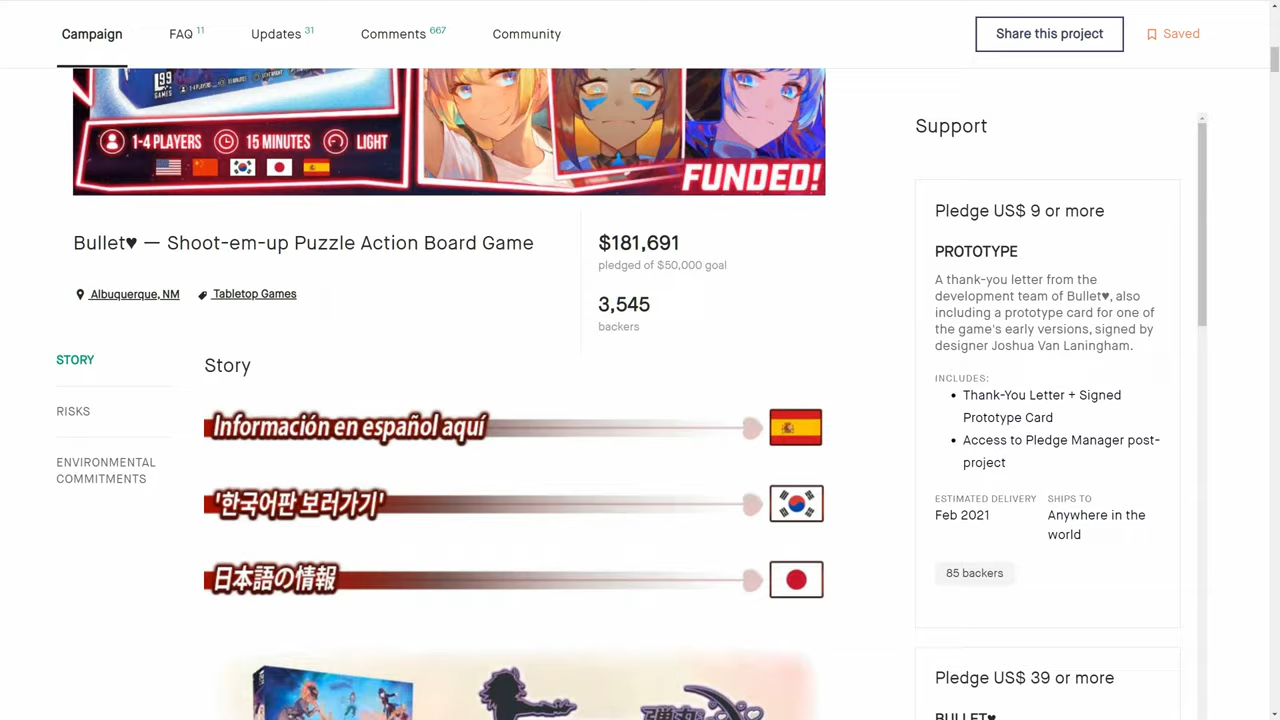 Campaign
FAQ 11
Updates 31
Comments 667
Community
Share this project
Saved
L99
GAMES
1-4 PLAYERS
15 MINUTES
LIGHT
FUNDED!
Bullet♥ — Shoot-em-up Puzzle Action Board Game
Albuquerque, NM
Tabletop Games
$181,691
pledged of $50,000 goal
3,545
backers
STORY
RISKS
ENVIRONMENTAL
COMMITMENTS
Story
Información en español aquí
'한국어판 보러가기'
日本語の情報
Support
Pledge US$ 9 or more
PROTOTYPE
A thank-you letter from the
development team of Bullet♥, also
including a prototype card for one of
the game's early versions, signed by
designer Joshua Van Laningham.
INCLUDES:
• Thank-You Letter + Signed
Prototype Card
• Access to Pledge Manager post-
project
ESTIMATED DELIVERY
Feb 2021
SHIPS TO
Anywhere in the
world
85 backers
Pledge US$ 39 or more
BULLET♥